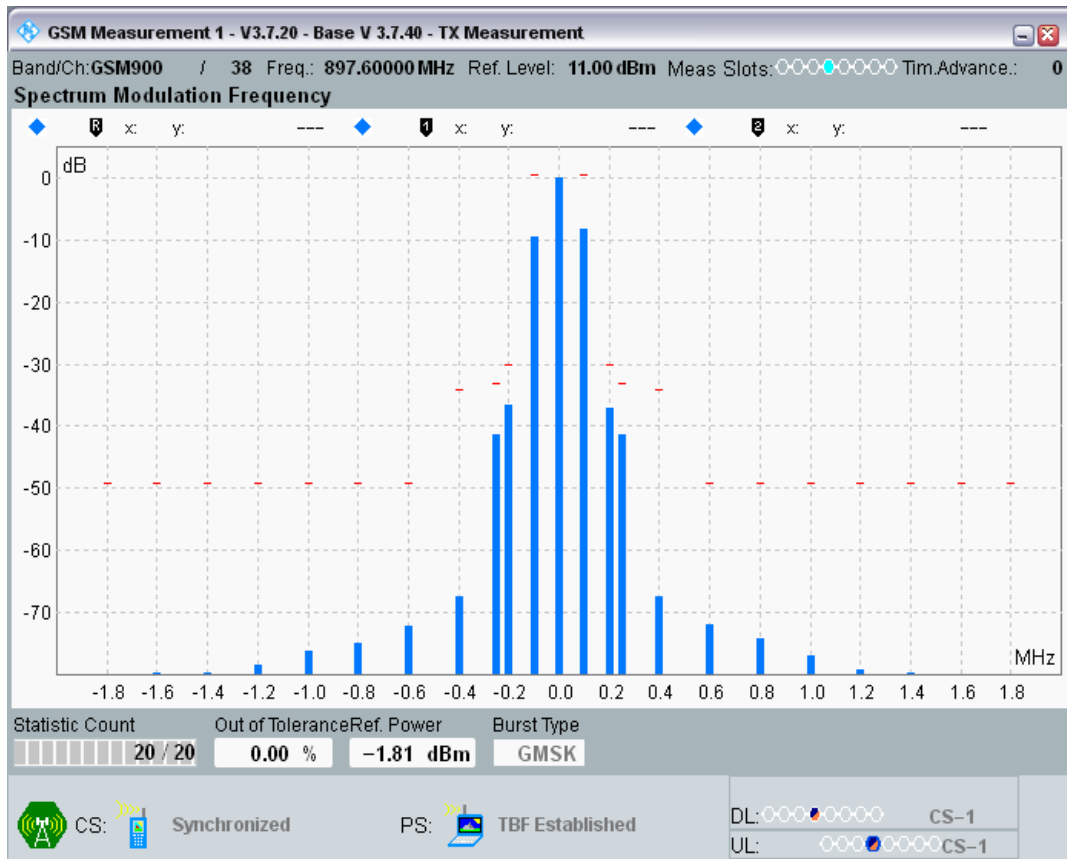 GSM Measurement 1 - V3.7.20 - Base V 3.7.40 - TX Measurement
Band/Ch:GSM900 / 38 Freq.: 897.60000 MHz Ref. Level: 11.00 dBm Meas Slots: Tim.Advance.: 0
Spectrum Modulation Frequency
R x: y: --- 1 x: y: --- 2 x: y: ---
dB
0
-10
-20
-30
-40
-50
-60
-70
MHz
-1.8 -1.6 -1.4 -1.2 -1.0 -0.8 -0.6 -0.4 -0.2 0.0 0.2 0.4 0.6 0.8 1.0 1.2 1.4 1.6 1.8
Statistic Count Out of Tolerance Ref. Power Burst Type
20 / 20 0.00 % −1.81 dBm GMSK
CS: Synchronized PS: TBF Established
DL: CS−1
UL: CS−1